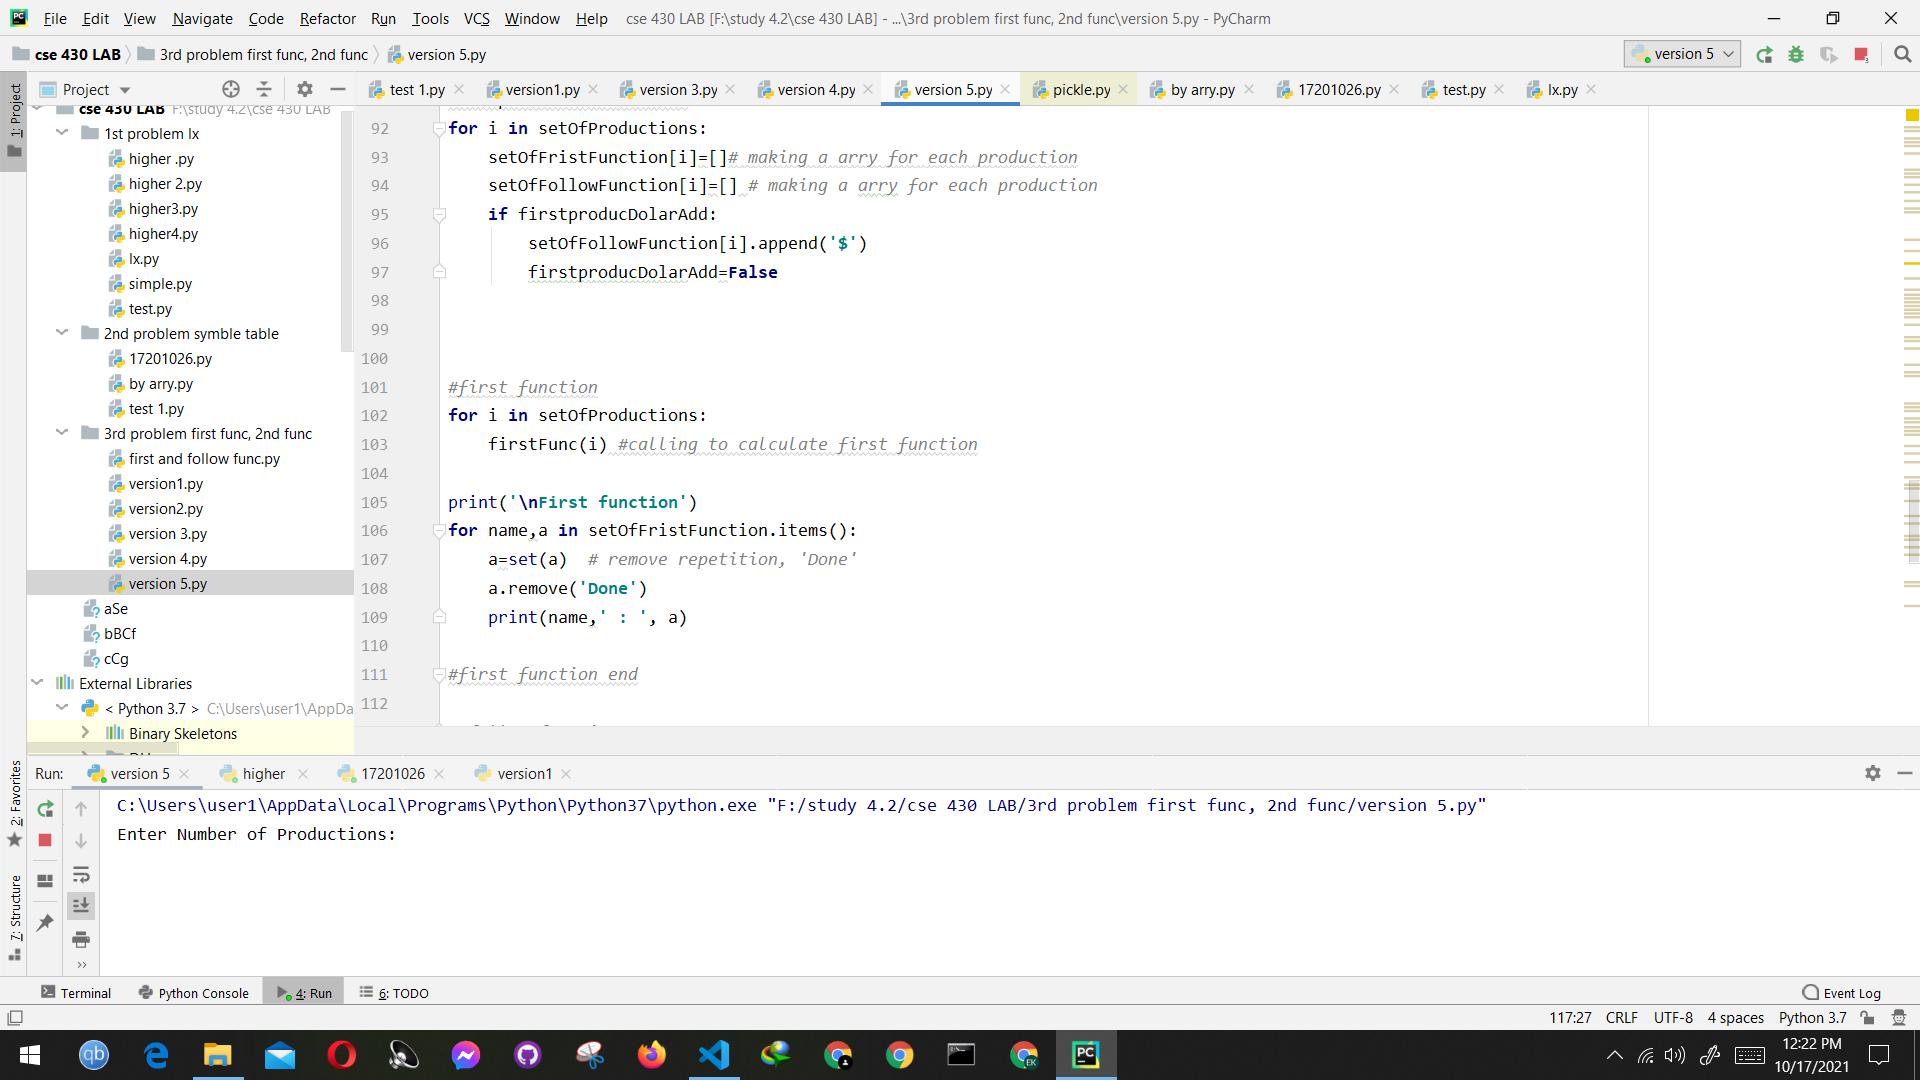 File Edit View Navigate Code Refactor Run Tools VCS Window Help cse 430 LAB [F:\study 4.2\cse 430 LAB] - ...\3rd problem first func, 2nd func\version 5.py - PyCharm
cse 430 LAB 3rd problem first func, 2nd func version 5.py version 5
Project test 1.py version1.py version 3.py version 4.py version 5.py pickle.py by arry.py 17201026.py test.py lx.py
1: Project
cse 430 LAB F:\study 4.2\cse 430 LAB
1st problem lx
higher .py
higher 2.py
higher3.py
higher4.py
lx.py
simple.py
test.py
2nd problem symble table
17201026.py
by arry.py
test 1.py
3rd problem first func, 2nd func
first and follow func.py
version1.py
version2.py
version 3.py
version 4.py
version 5.py
aSe
bBCf
cCg
External Libraries
< Python 3.7 > C:\Users\user1\AppDa
Binary Skeletons
92 for i in setOfProductions:
93 setOfFristFunction[i]=[]# making a arry for each production
94 setOfFollowFunction[i]=[] # making a arry for each production
95 if firstproducDolarAdd:
96 setOfFollowFunction[i].append('$')
97 firstproducDolarAdd=False
98
99
100
101 #first function
102 for i in setOfProductions:
103 firstFunc(i) #calling to calculate first function
104
105 print('\nFirst function')
106 for name,a in setOfFristFunction.items():
107 a=set(a) # remove repetition, 'Done'
108 a.remove('Done')
109 print(name,' : ', a)
110
111 #first function end
112
Run: version 5 higher 17201026 version1
2: Favorites
7: Structure
C:\Users\user1\AppData\Local\Programs\Python\Python37\python.exe "F:/study 4.2/cse 430 LAB/3rd problem first func, 2nd func/version 5.py"
Enter Number of Productions:
Terminal Python Console 4: Run 6: TODO Event Log
117:27 CRLF UTF-8 4 spaces Python 3.7
12:22 PM
10/17/2021